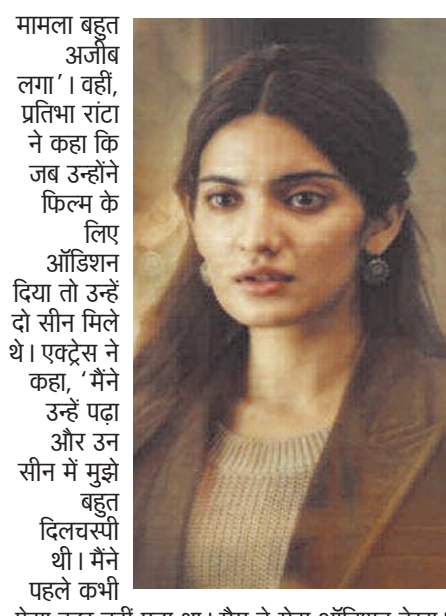 मामला बहुत
अजीब
लगा’। वहीं,
प्रतिभा रांटा
ने कहा कि
जब उन्होंने
फिल्म के
लिए
ऑडिशन
दिया तो उन्हें
दो सीन मिले
थे। एक्ट्रेस ने
कहा, ‘मैंने
उन्हें पढ़ा
और उन
सीन में मुझे
बहुत
दिलचस्पी
थी। मैंने
पहले कभी